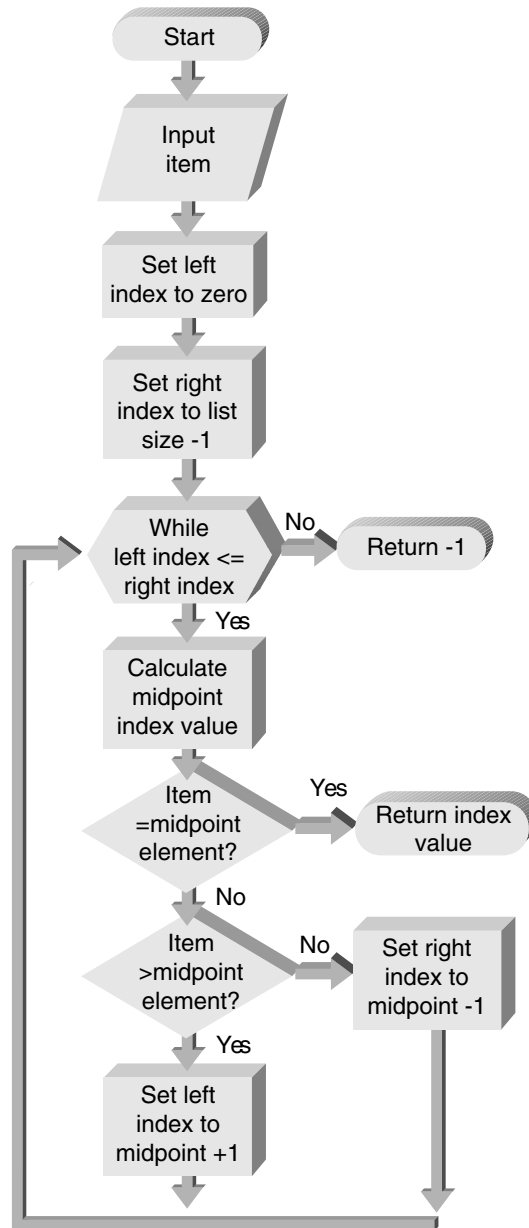 Start
Input
item
Set left
index to zero
Set right
index to list
size -1
While
left index <=
right index
No
Return -1
Yes
Calculate
midpoint
index value
Item
=midpoint
element?
Yes
Return index
value
No
Item
>midpoint
element?
No
Set right
index to
midpoint -1
Yes
Set left
index to
midpoint +1